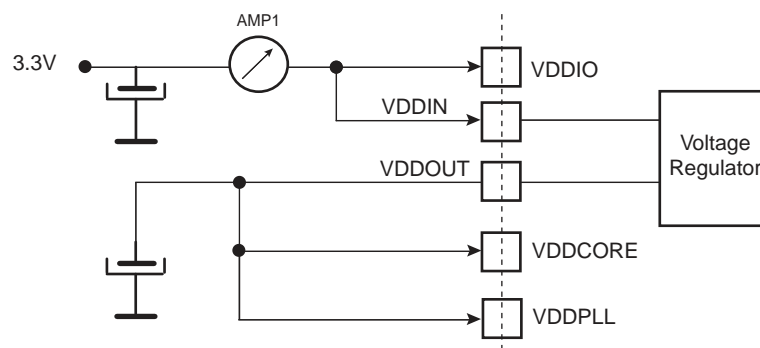 AMP1
3.3V
VDDIO
VDDIN
Voltage
Regulator
VDDOUT
VDDCORE
VDDPLL